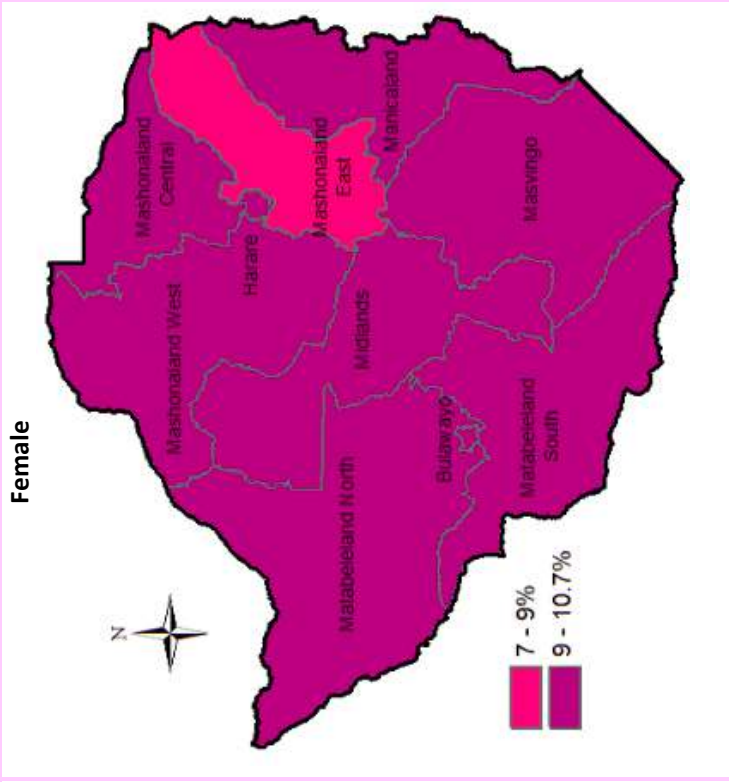 Female
N
Mashonaland
Central
Mashonaland
East
Manicaland
Harare
Mashonaland West
Midlands
Masvingo
Matabeleland North
Bulawayo
Matabeleland
South
7 - 9%
9 - 10.7%